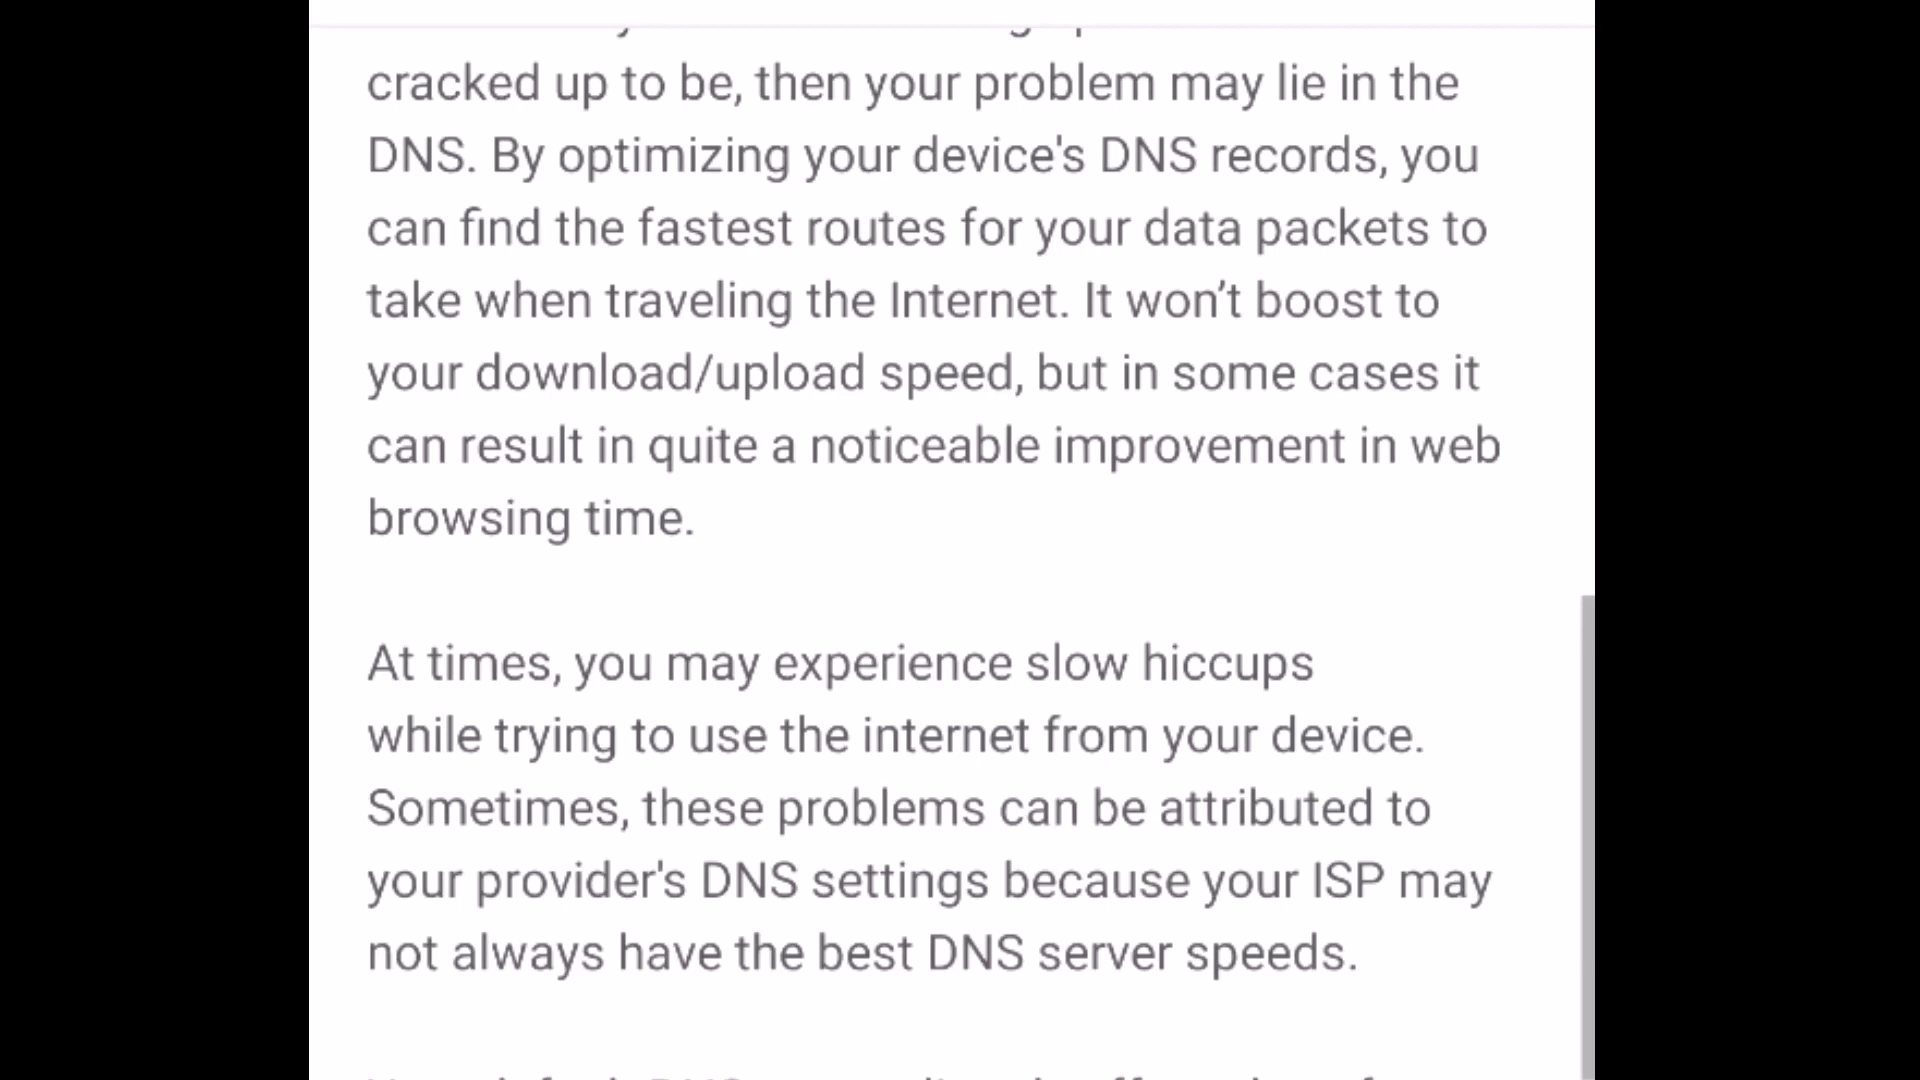 cracked up to be, then your problem may lie in the
DNS. By optimizing your device's DNS records, you
can find the fastest routes for your data packets to
take when traveling the Internet. It won’t boost to
your download/upload speed, but in some cases it
can result in quite a noticeable improvement in web
browsing time.
At times, you may experience slow hiccups
while trying to use the internet from your device.
Sometimes, these problems can be attributed to
your provider's DNS settings because your ISP may
not always have the best DNS server speeds.